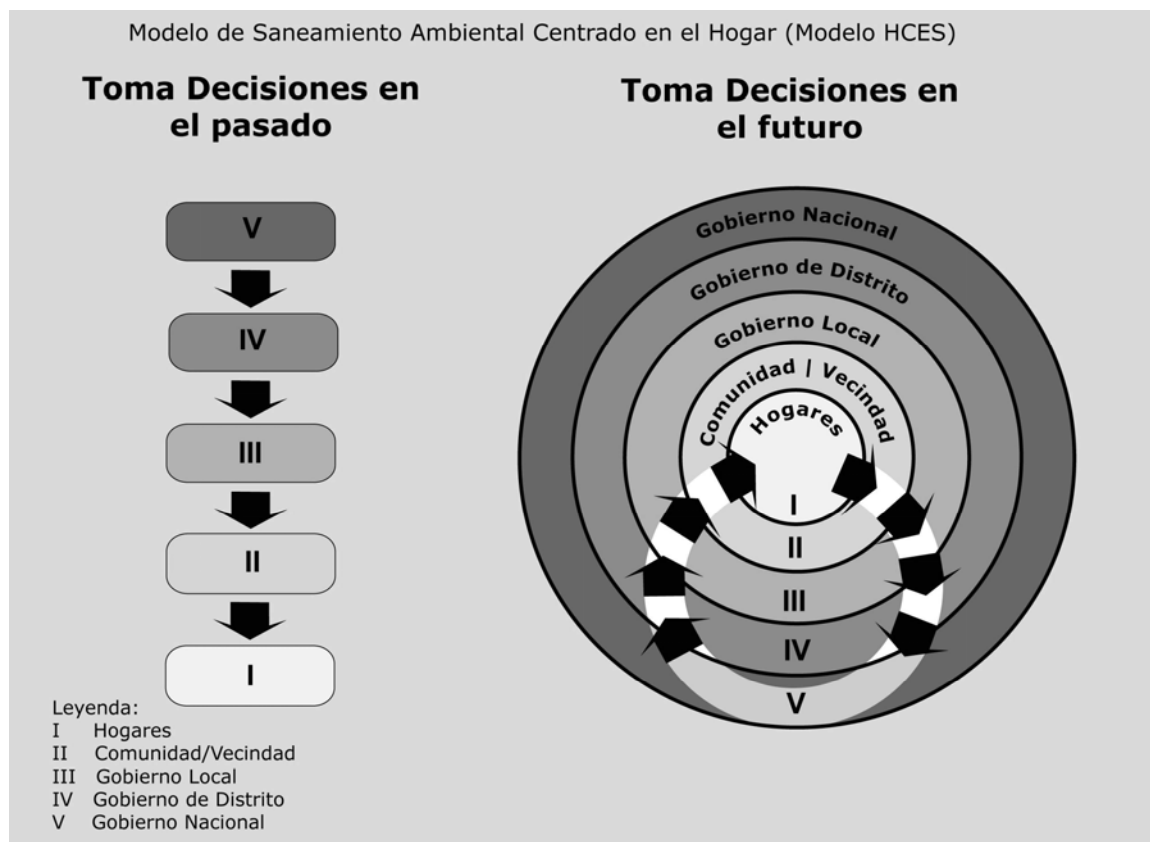 Modelo de Saneamiento Ambiental Centrado en el Hogar (Modelo HCES)
Toma Decisiones en
el pasado
V
IV
III
II
I
Leyenda:
I Hogares
II Comunidad/Vecindad
III Gobierno Local
IV Gobierno de Distrito
V Gobierno Nacional
Toma Decisiones en
el futuro
Gobierno Nacional
Gobierno de Distrito
Gobierno Local
Comunidad | Vecindad
Hogares
I
II
III
IV
V